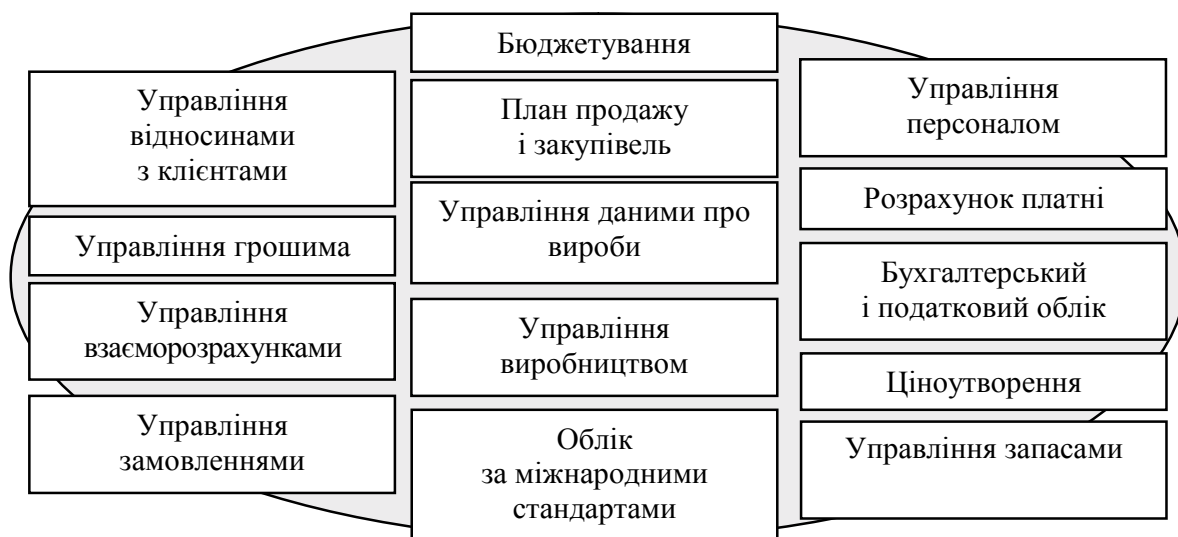 Бюджетування
Управління
відносинами
з клієнтами
План продажу
і закупівель
Управління
персоналом
Управління грошима
Управління даними про
вироби
Розрахунок платні
Управління
взаєморозрахунками
Управління
виробництвом
Бухгалтерський
і податковий облік
Ціноутворення
Управління
замовленнями
Облік
за міжнародними
стандартами
Управління запасами